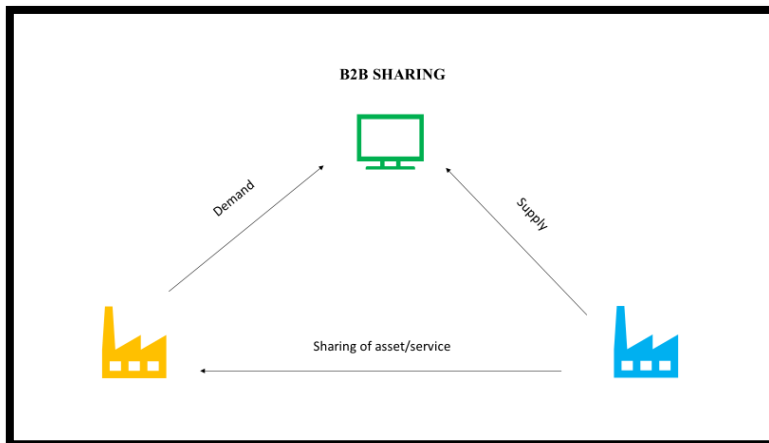 B2B SHARING
Demand
Supply
Sharing of asset/service